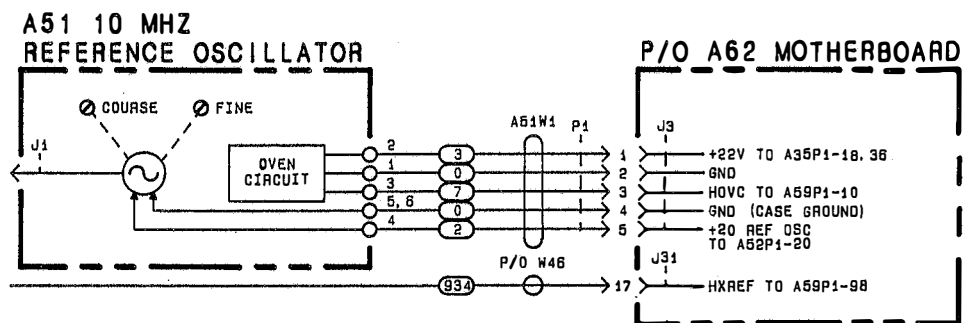 A51 10 MHZ
REFERENCE OSCILLATOR
P/O A62 MOTHERBOARD
COURSE
FINE
J1
OVEN
CIRCUIT
A51W1
P1
J3
2
3
1
+22V TO A35P1-18, 36
1
0
2
GND
3
7
3
HOVC TO A59P1-10
5, 6
0
4
GND (CASE GROUND)
4
2
5
+20 REF OSC
TO A52P1-20
P/O W46
J31
934
17
HXREF TO A59P1-98